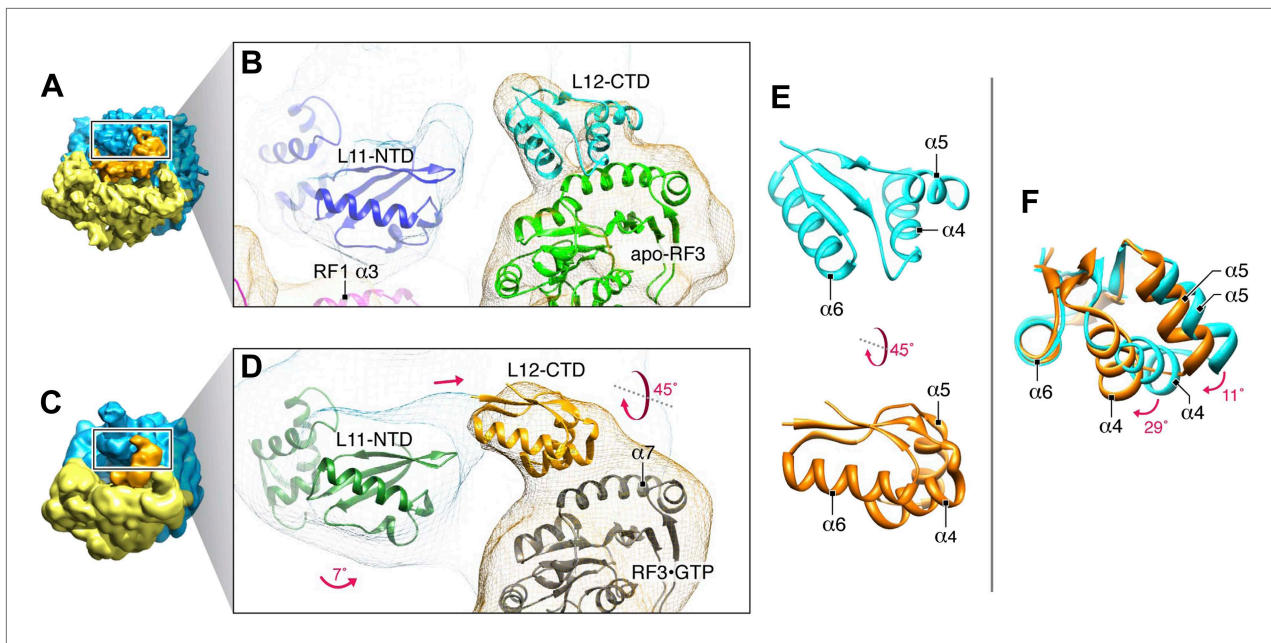 A
B
L12-CTD
L11-NTD
apo-RF3
RF1 α3
C
D
L12-CTD
45°
L11-NTD
α7
7°
RF3•GTP
E
α5
α4
α6
45°
α5
α6
α4
F
α5
α5
α6
α4
α4
11°
29°